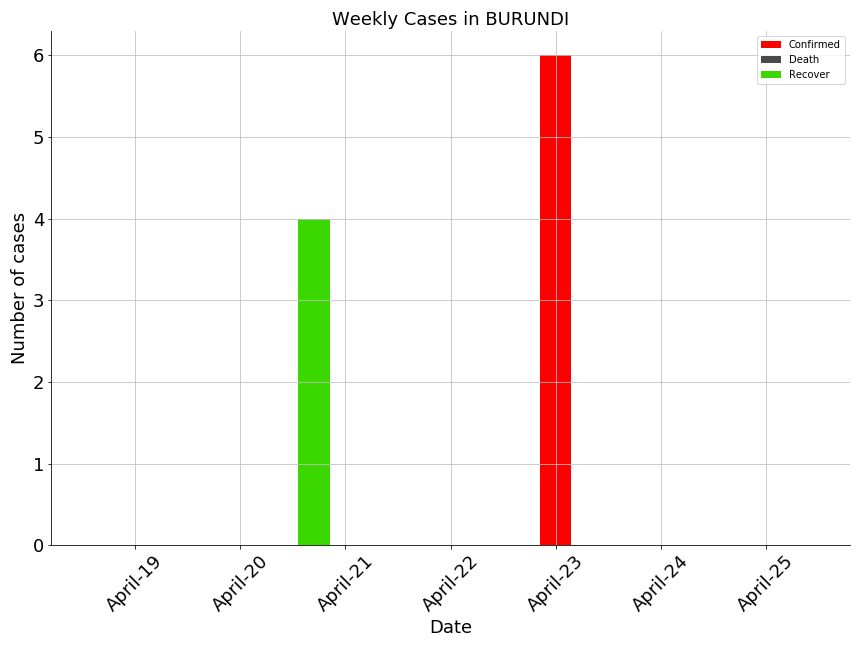 Weekly Cases in BURUNDI
Confirmed
Death
Recover
Number of cases
6
5
4
3
2
1
0
April-19
April-20
April-21
April-22
April-23
April-24
April-25
Date